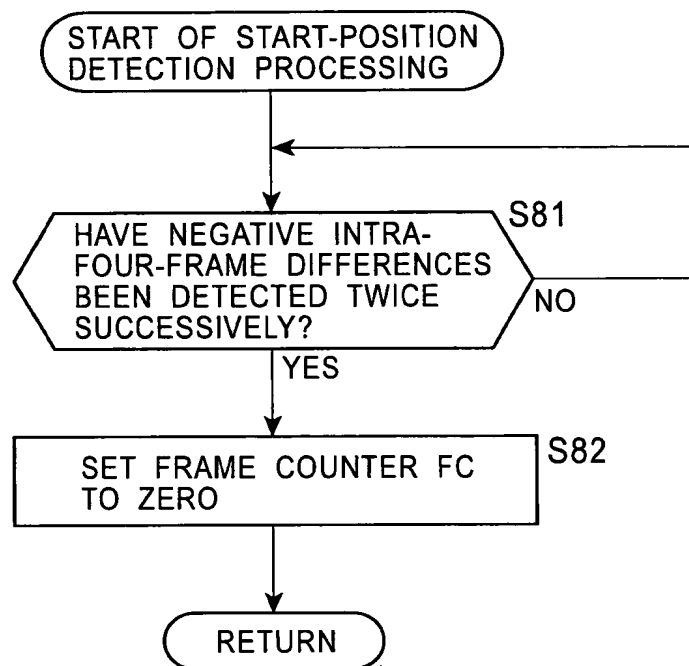 START OF START-POSITION
DETECTION PROCESSING
S81
HAVE NEGATIVE INTRA-
FOUR-FRAME DIFFERENCES
BEEN DETECTED TWICE
SUCCESSIVELY?
NO
YES
S82
SET FRAME COUNTER FC
TO ZERO
RETURN